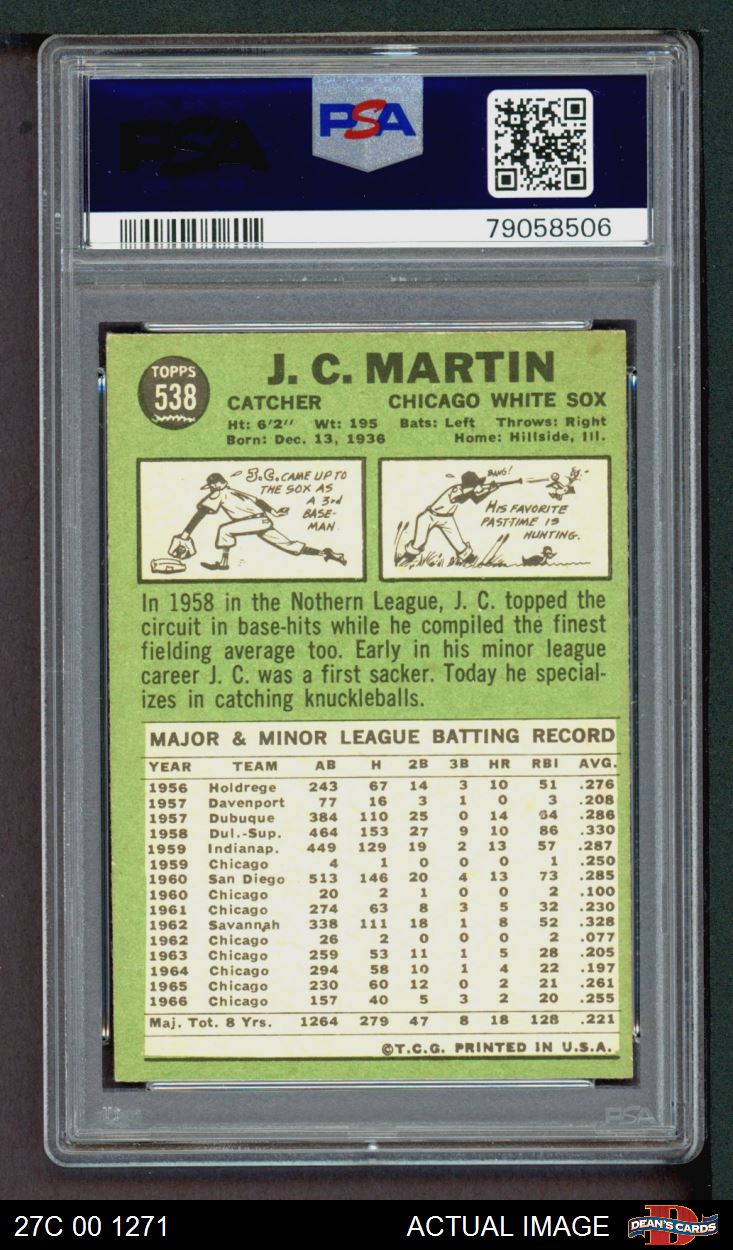 PSA
PSA
79058506
TOPPS
538
J. C. MARTIN
CATCHER CHICAGO WHITE SOX
Ht: 6'2" Wt: 195 Bats: Left Throws: Right
Born: Dec. 13, 1936 Home: Hillside, Ill.
J.C. CAME UP TO
THE SOX AS
A 3rd
BASE-
MAN.
BANG!
HIS FAVORITE
PASTTIME IS
HUNTING.
In 1958 in the Nothern League, J. C. topped the
circuit in base-hits while he compiled the finest
fielding average too. Early in his minor league
career J. C. was a first sacker. Today he special-
izes in catching knuckleballs.
MAJOR & MINOR LEAGUE BATTING RECORD
YEAR TEAM AB H 2B 3B HR RBI AVG.
1956 Holdrege 243 67 14 3 10 51 .276
1957 Davenport 77 16 3 1 0 3 .208
1957 Dubuque 384 110 25 0 14 64 .286
1958 Dul.-Sup. 464 153 27 9 10 86 .330
1959 Indianap. 449 129 19 2 13 57 .287
1959 Chicago 4 1 0 0 0 1 .250
1960 San Diego 513 146 20 4 13 73 .285
1960 Chicago 20 2 1 0 0 2 .100
1961 Chicago 274 63 8 3 5 32 .230
1962 Savannah 338 111 18 1 8 52 .328
1962 Chicago 26 2 0 0 0 2 .077
1963 Chicago 259 53 11 1 5 28 .205
1964 Chicago 294 58 10 1 4 22 .197
1965 Chicago 230 60 12 0 2 21 .261
1966 Chicago 157 40 5 3 2 20 .255
Maj. Tot. 8 Yrs. 1264 279 47 8 18 128 .221
©T.C.G. PRINTED IN U.S.A.
PSA
27C 00 1271 ACTUAL IMAGE DEAN'S CARDS